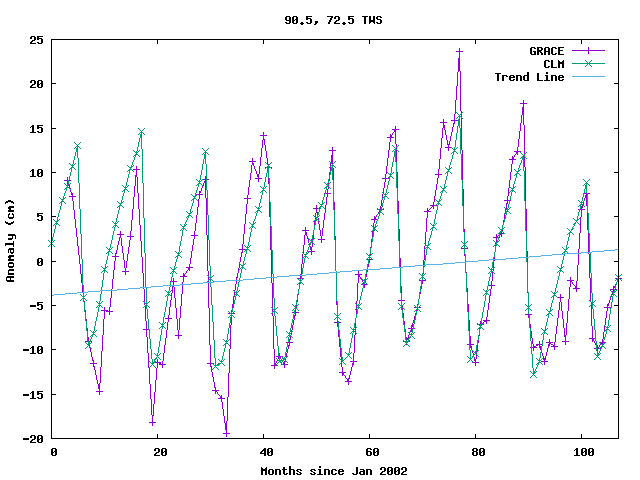 90.5, 72.5 TWS
GRACE
CLM
Trend Line
Anomaly (cm)
25
20
15
10
5
0
-5
-10
-15
-20
0 20 40 60 80 100
Months since Jan 2002